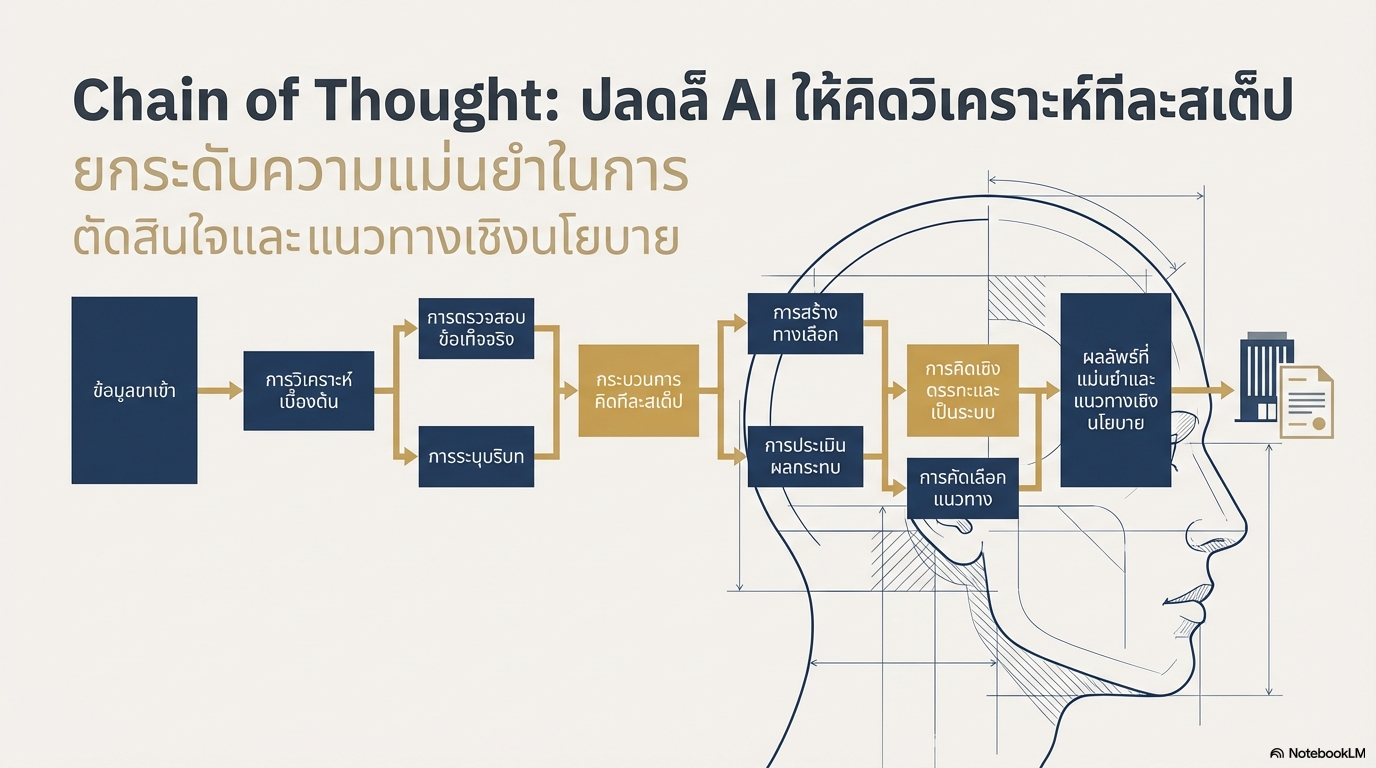 Chain of Thought: ปลดล็ AI ให้คิดวิเคราะห์ทีละสเต็ป
ยกระดับความแม่นยำในการ
ตัดสินใจและแนวทางเชิงนโยบาย
ข้อมูลขาเข้า
การวิเคราะห์
เบื้องต้น
การตรวจสอบ
ข้อเท็จจริง
การระบุบริบท
กระบวนการ
คิดทีละสเต็ป
การสร้าง
ทางเลือก
การประเมิน
ผลกระทบ
การคิดเชิง
ตรรกะและ
เป็นระบบ
การคัดเลือก
แนวทาง
ผลลัพธ์ที่
แม่นยำและ
แนวทางเชิง
นโยบาย
NotebookLM